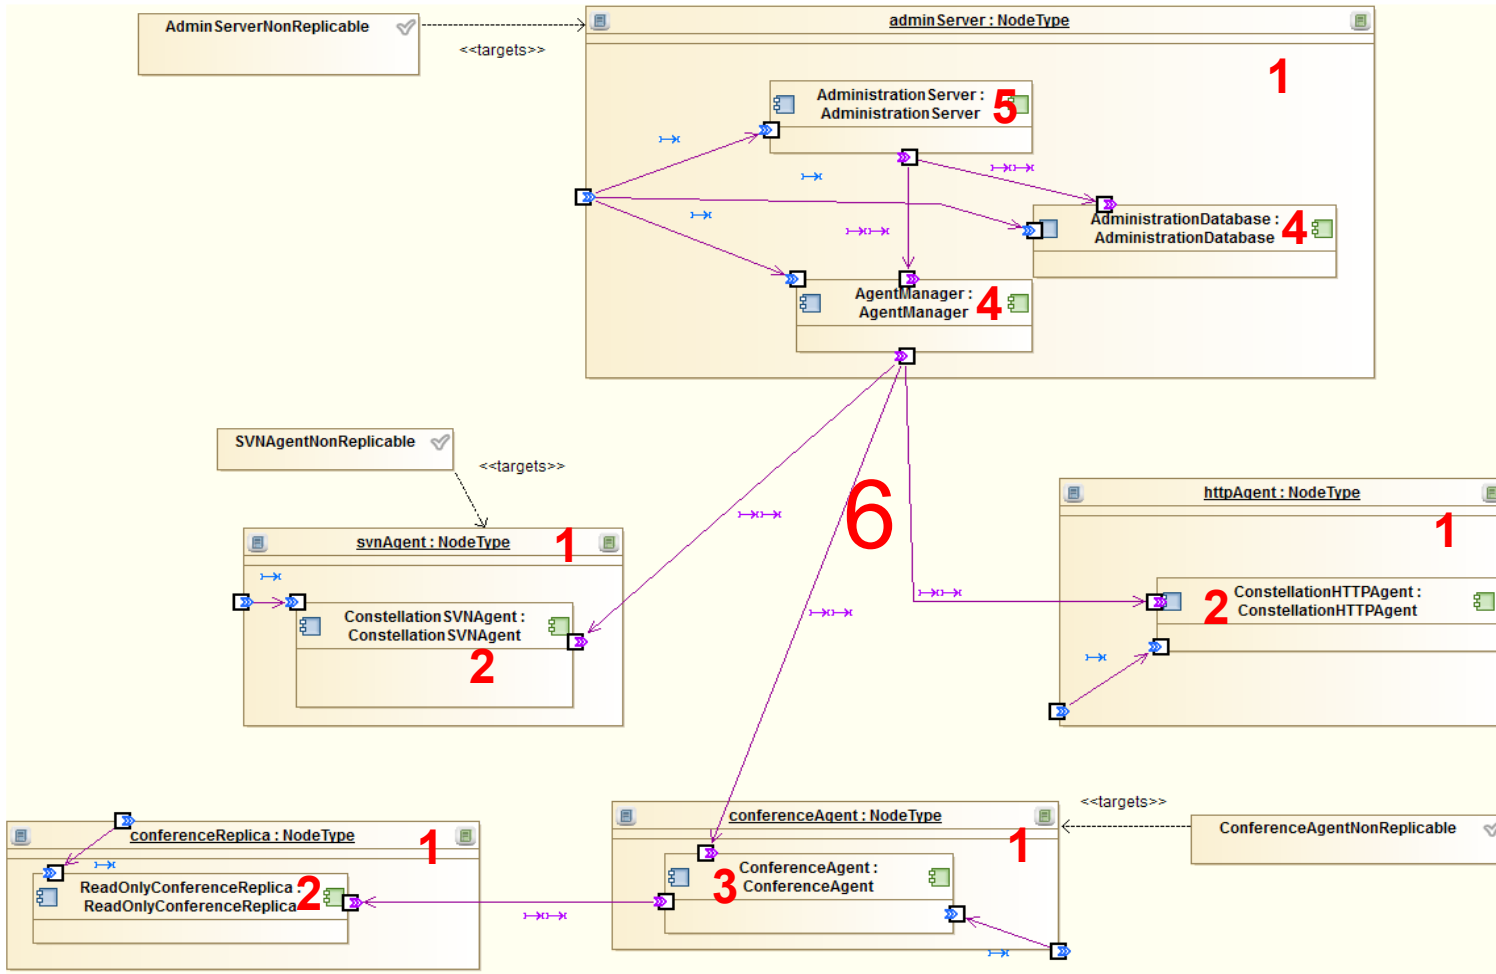 AdminServerNonReplicable
<<targets>>
adminServer : NodeType
1
AdministrationServer :
AdministrationServer
5
AdministrationDatabase :
AdministrationDatabase
4
AgentManager :
AgentManager
4
SVNAgentNonReplicable
<<targets>>
6
svnAgent : NodeType
1
ConstellationSVNAgent :
ConstellationSVNAgent
2
httpAgent : NodeType
1
ConstellationHTTPAgent :
ConstellationHTTPAgent
2
conferenceReplica : NodeType
1
ReadOnlyConferenceReplica :
ReadOnlyConferenceReplica
2
conferenceAgent : NodeType
1
ConferenceAgent :
ConferenceAgent
3
<<targets>>
ConferenceAgentNonReplicable